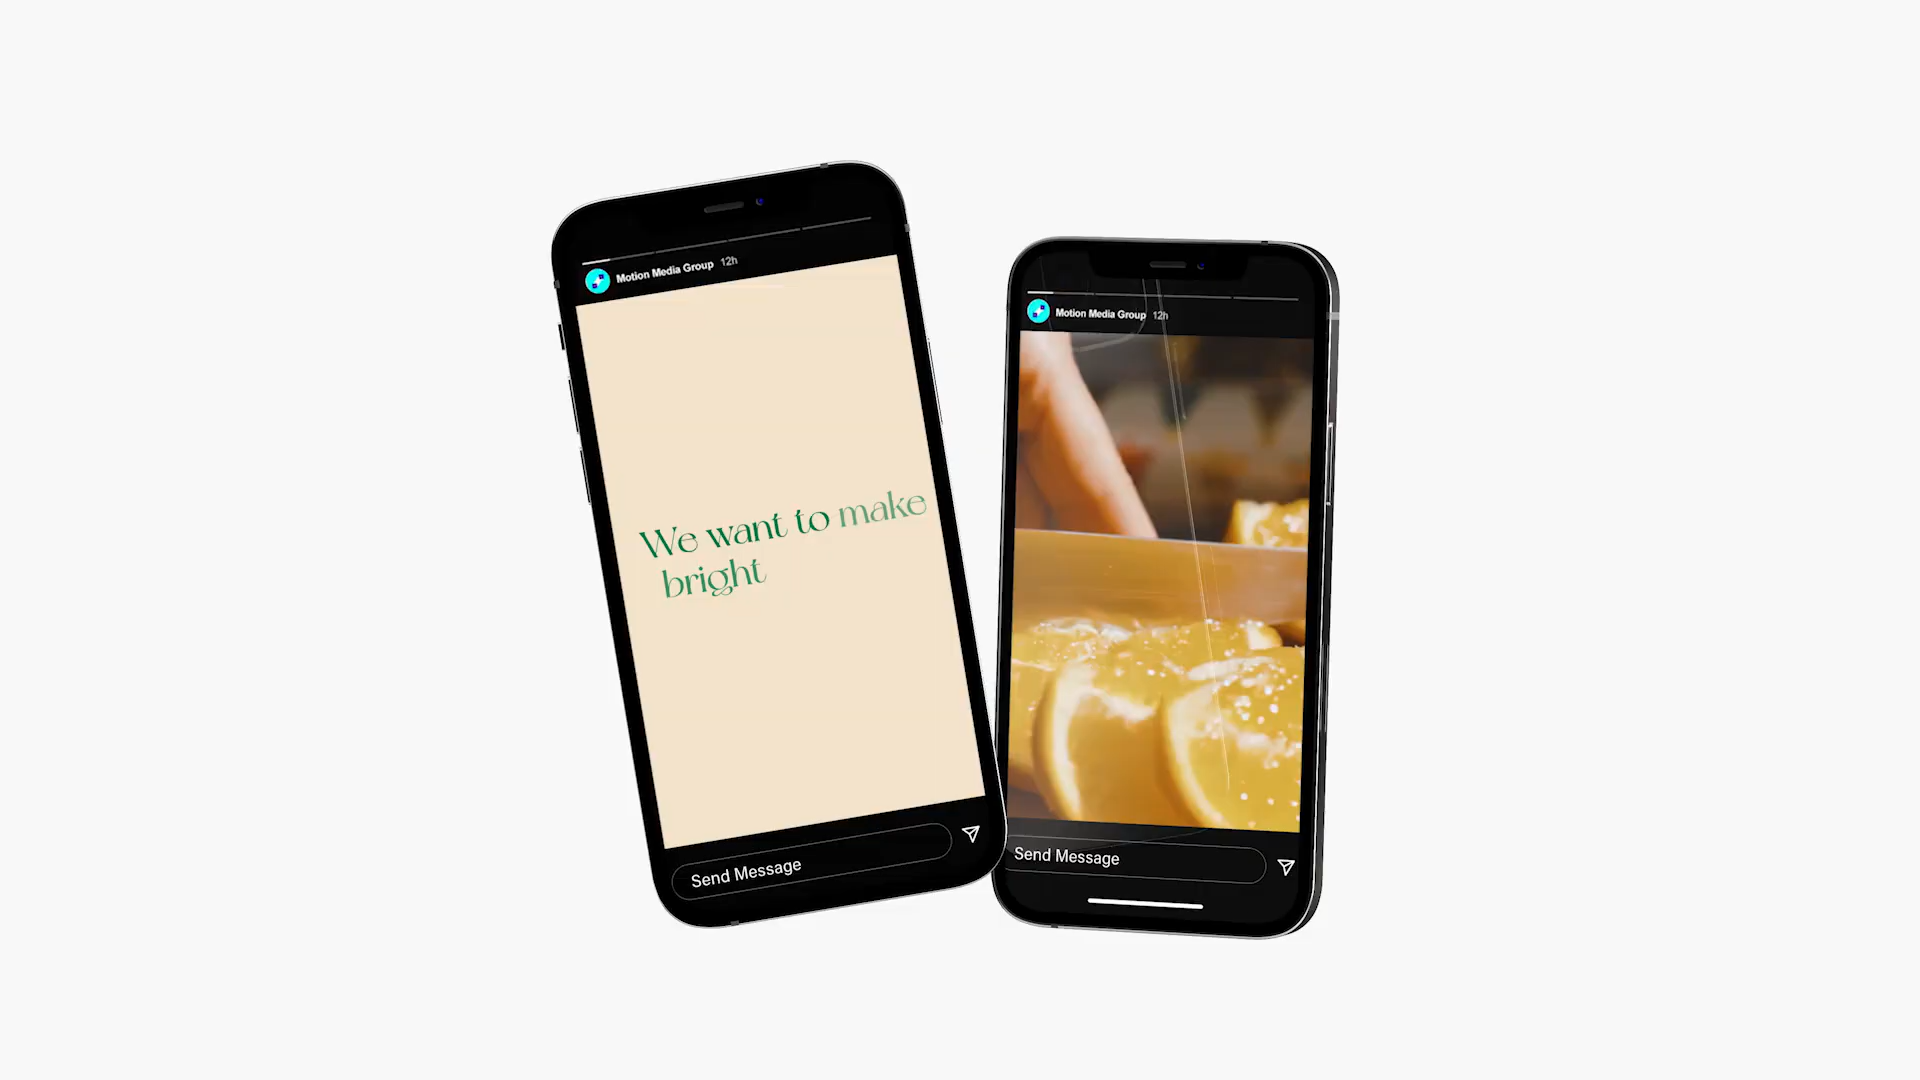 Motion Media Group 12h
We want to make
bright
Send Message
Motion Media Group 12h
Send Message